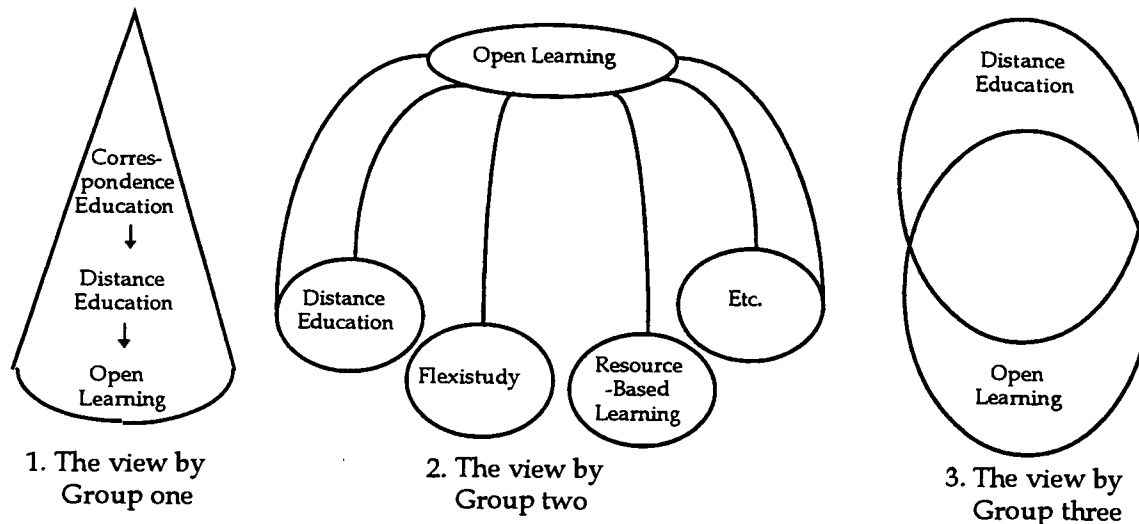 Corres-
pondence
Education
↓
Distance
Education
↓
Open
Learning
1. The view by
Group one
Open Learning
Distance
Education
Flexistudy
Resource
-Based
Learning
Etc.
2. The view by
Group two
Distance
Education
Open
Learning
3. The view by
Group three